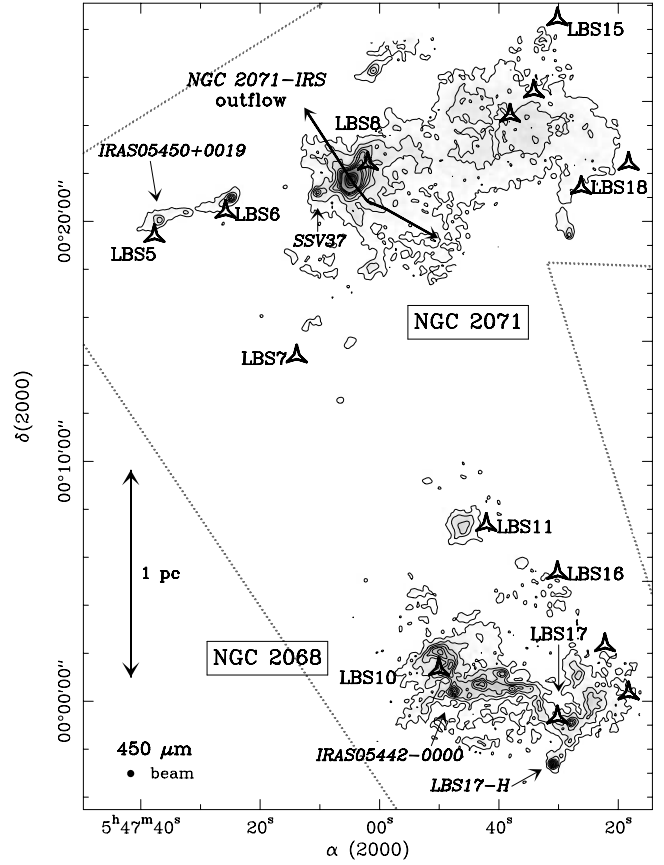 LBS15
NGC 2071-IRS
outflow
LBS8
IRAS05450+0019
LBS18
LBS6
SSV37
LBS5
00°20'00"
NGC 2071
LBS7
δ(2000)
00°10'00"
LBS11
1 pc
LBS16
LBS17
NGC 2068
LBS10
00°00'00"
450 μm
beam
IRAS05442-0000
LBS17-H
5ʰ47ᵐ40ˢ 20ˢ 00ˢ 40ˢ 20ˢ
α (2000)